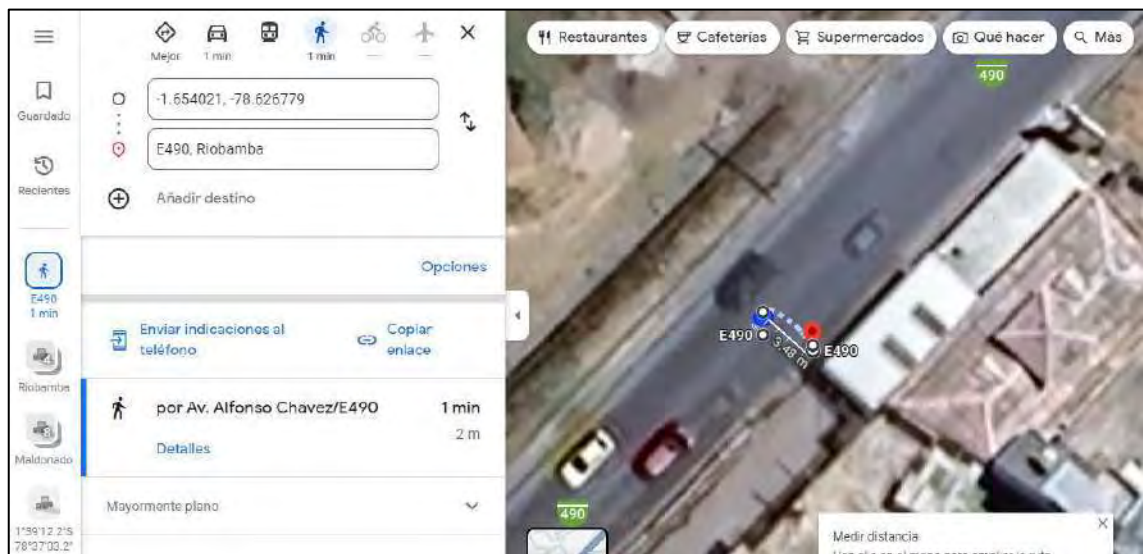 Mejor
1 min
1 min
Guardado
-1.654021, -78.626779
E490, Riobamba
Recientes
Añadir destino
Opciones
E490
1 min
Enviar indicaciones al
teléfono
Copiar
enlace
Riobamba
por Av. Alfonso Chavez/E490
1 min
2 m
Detalles
Maldonado
Mayormente plano
1°39'12.2"S
78°37'03.2"
Restaurantes
Cafeterías
Supermercados
Qué hacer
Más
490
E490
E490
3.48 m
490
Medir distancia